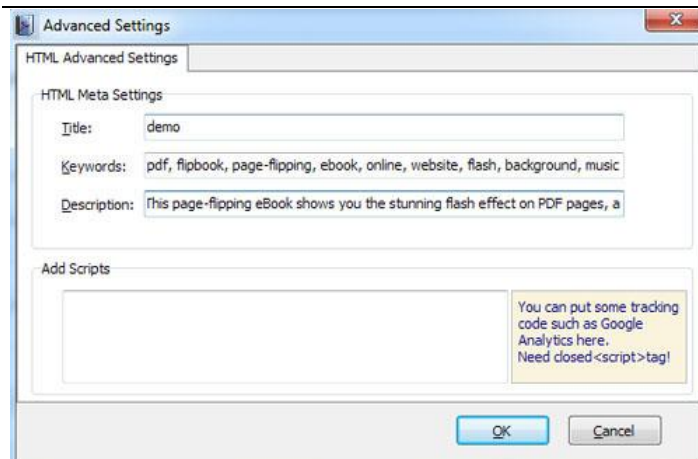 Advanced Settings
HTML Advanced Settings
HTML Meta Settings
Title: demo
Keywords: pdf, flipbook, page-flipping, ebook, online, website, flash, background, music
Description: This page-flipping eBook shows you the stunning flash effect on PDF pages, a
Add Scripts
You can put some tracking
code such as Google
Analytics here.
Need closed<script>tag!
OK Cancel